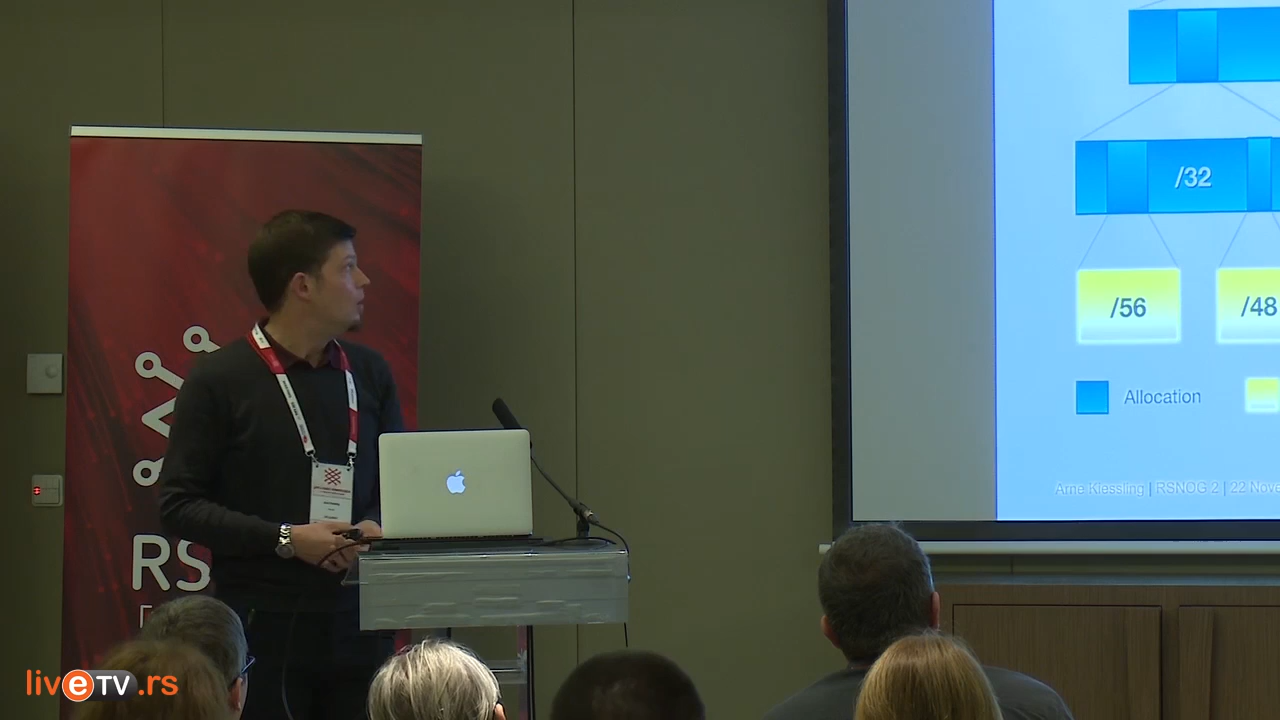 /32
/56
/48
Allocation
Arne Kiessling | RSNOG 2 | 22 Nove
RS
liveTV.rs